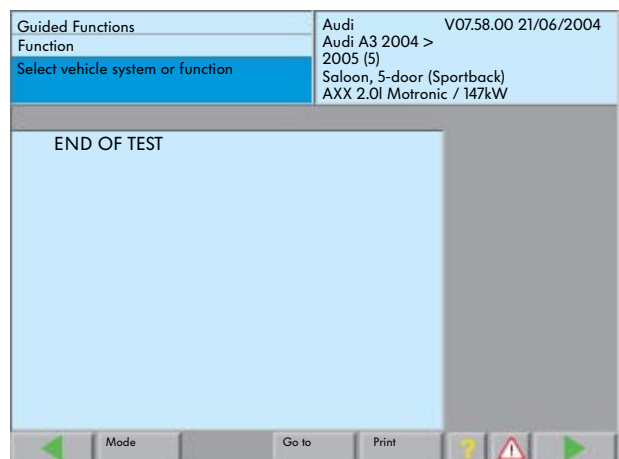 Guided Functions
Function
Select vehicle system or function
Audi V07.58.00 21/06/2004
Audi A3 2004 >
2005 (5)
Saloon, 5-door (Sportback)
AXX 2.0l Motronic / 147kW
END OF TEST
Mode
Go to
Print
?
!